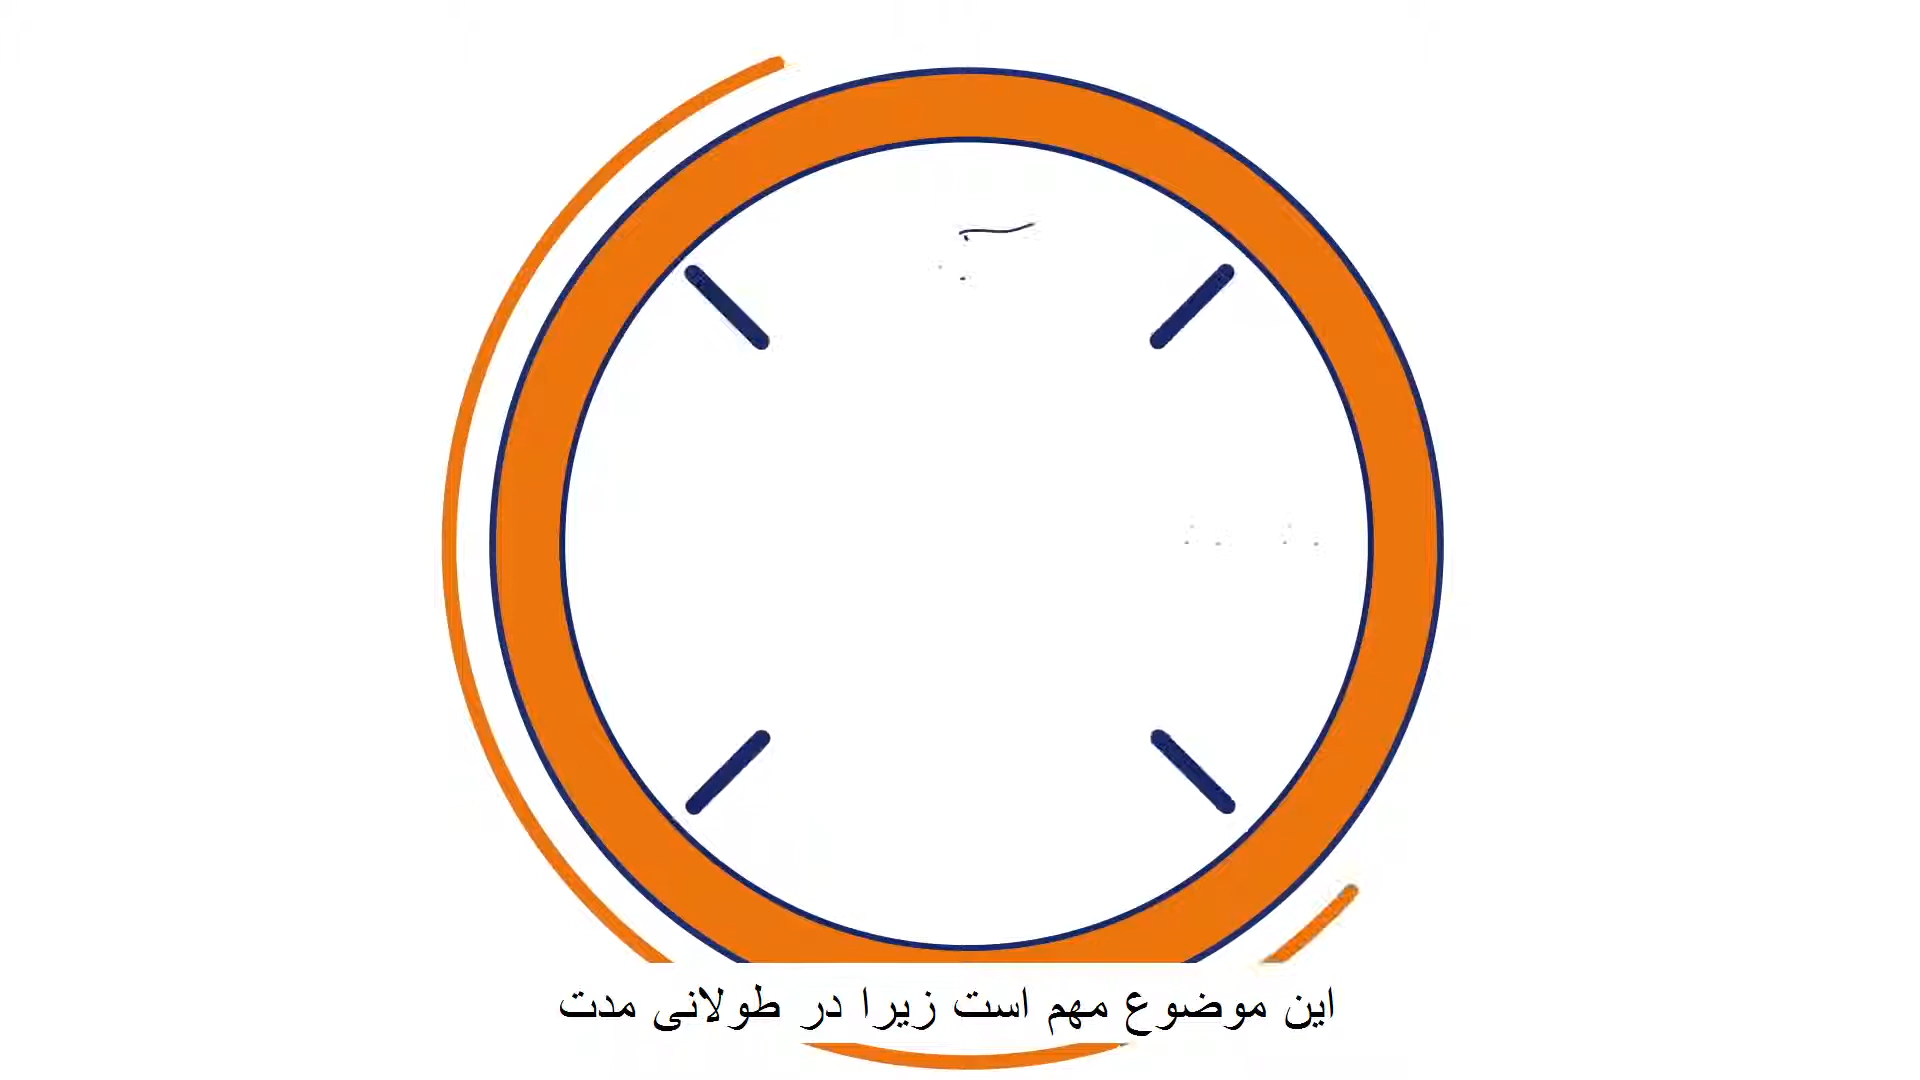 این موضوع مهم است زیرا در طولانی مدت